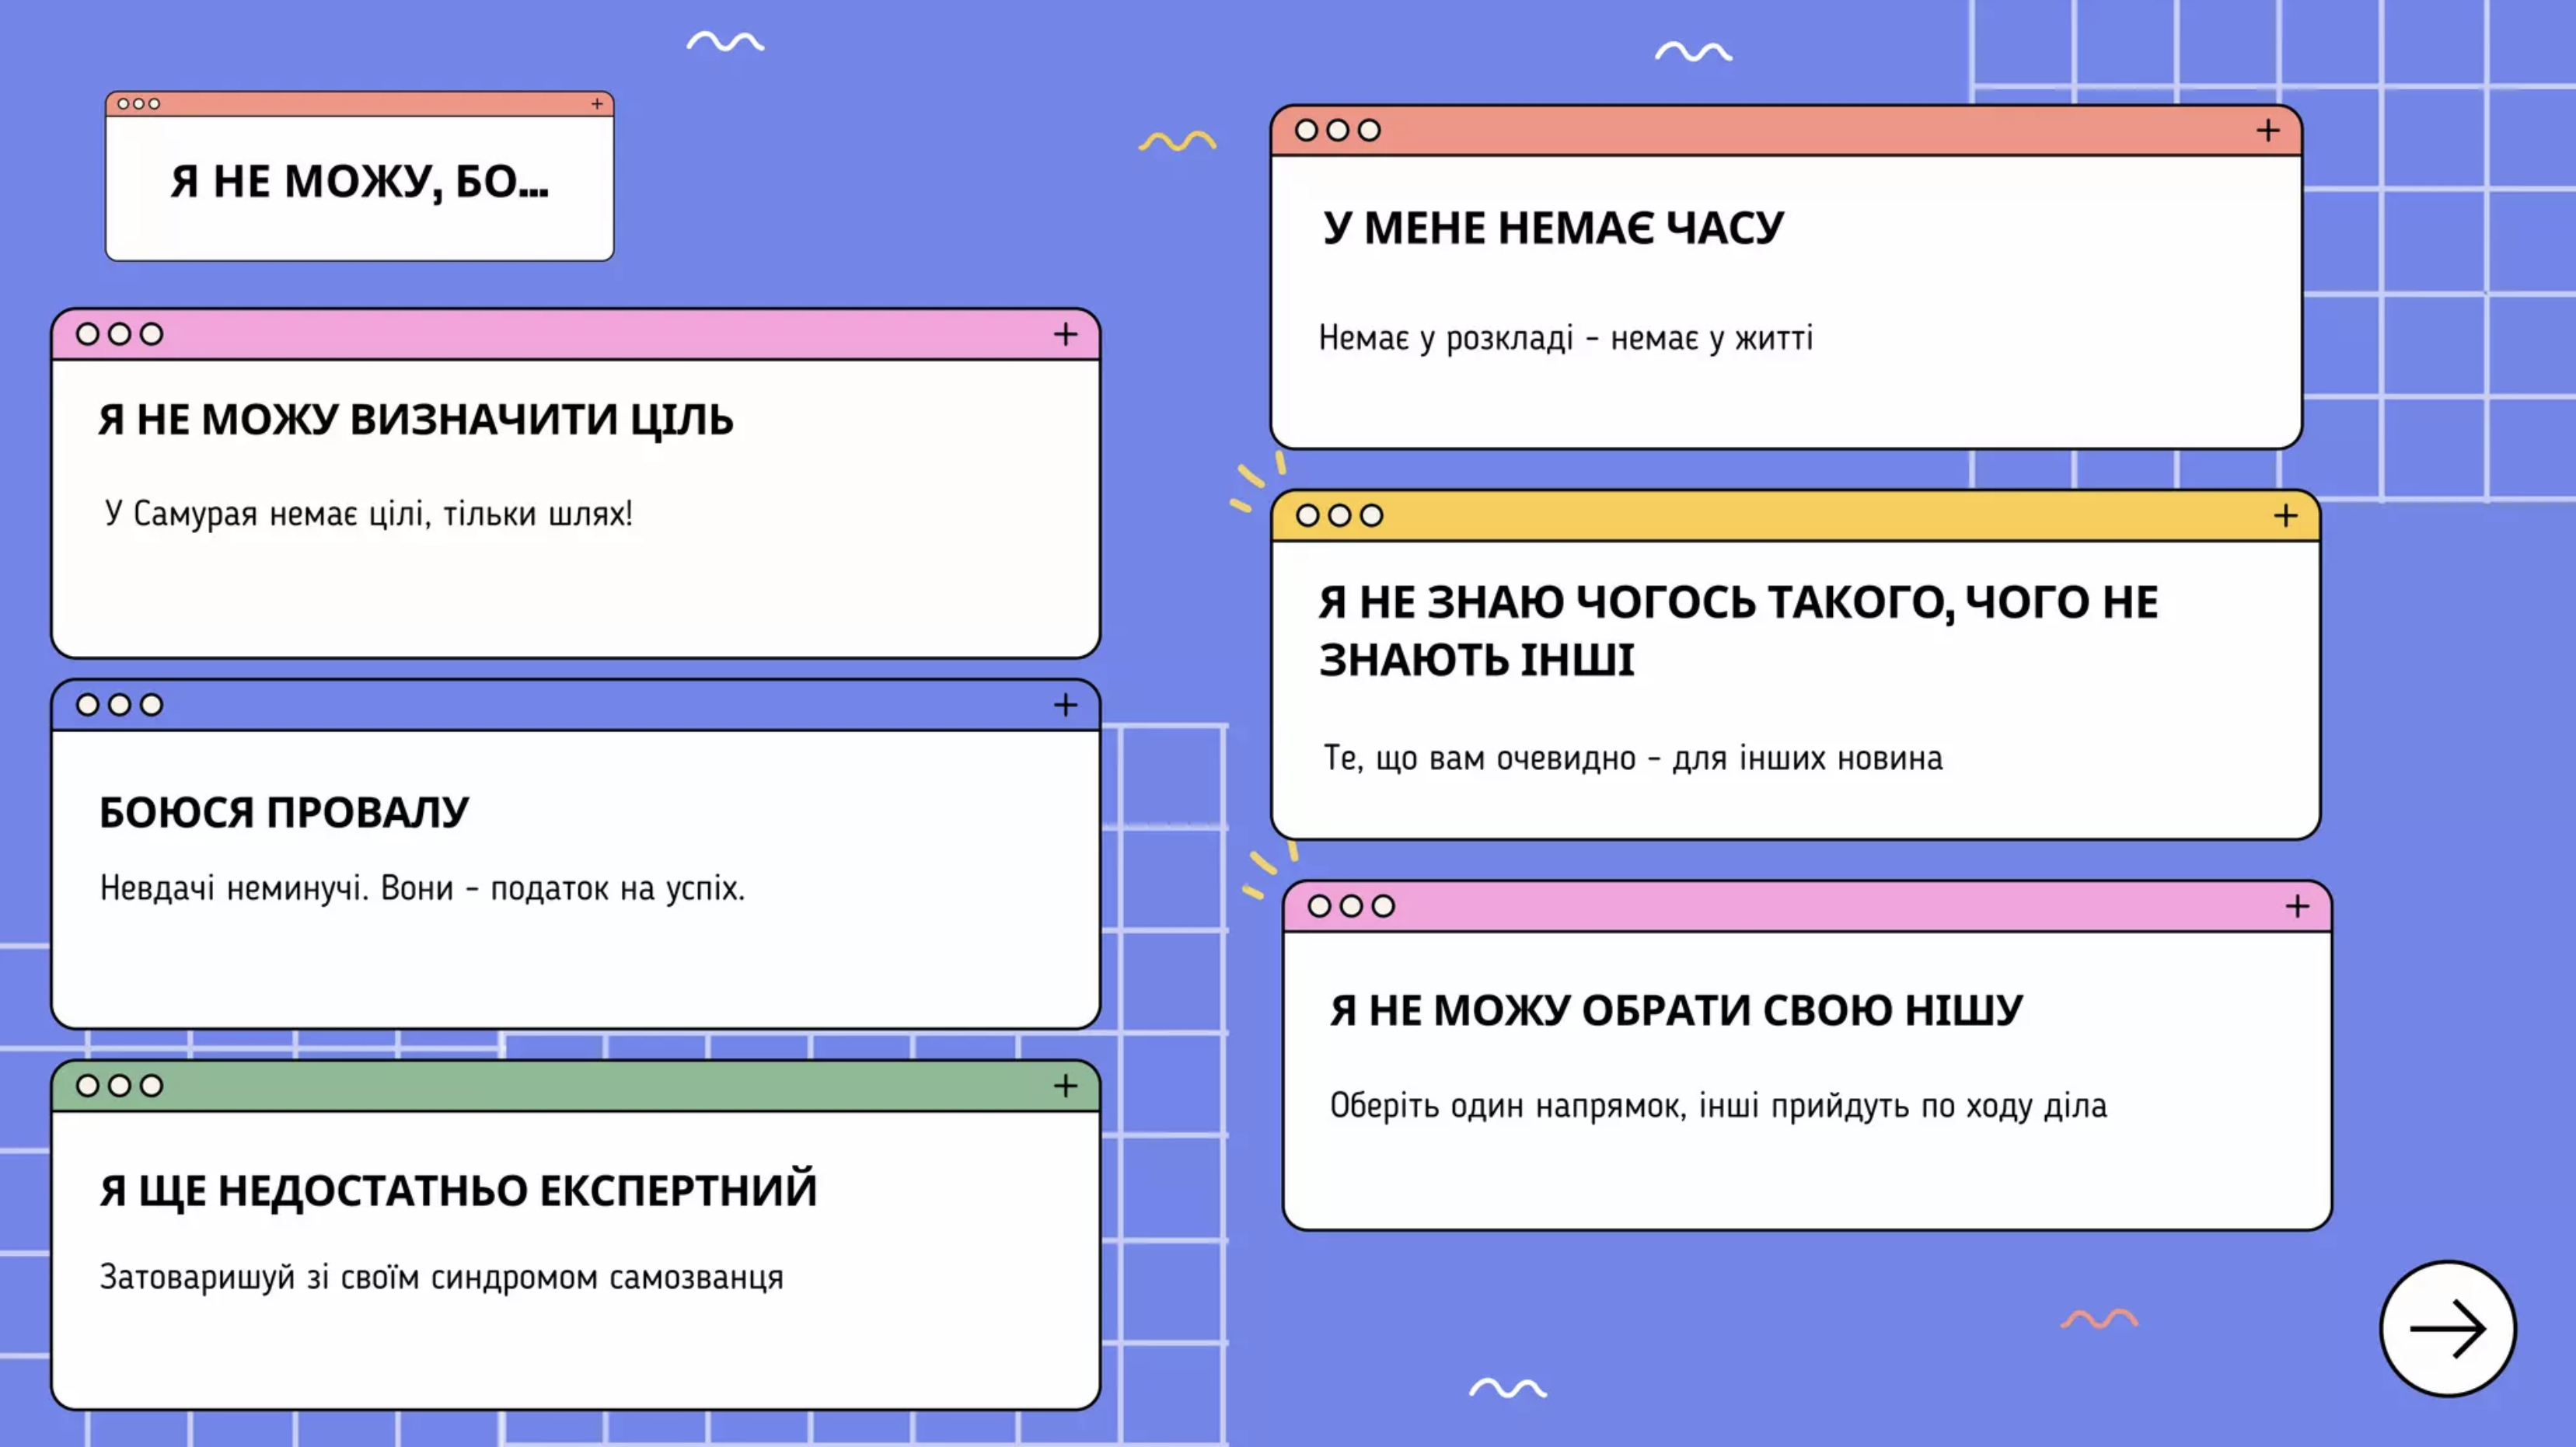 Я НЕ МОЖУ, БО...
Я НЕ МОЖУ ВИЗНАЧИТИ ЦІЛЬ
У Самурая немає цілі, тільки шлях!
БОЮСЯ ПРОВАЛУ
Невдачі неминучі. Вони - податок на успіх.
Я ЩЕ НЕДОСТАТНЬО ЕКСПЕРТНИЙ
Затоваришуй зі своїм синдромом самозванця
У МЕНЕ НЕМАЄ ЧАСУ
Немає у розкладі - немає у житті
Я НЕ ЗНАЮ ЧОГОСЬ ТАКОГО, ЧОГО НЕ
ЗНАЮТЬ ІНШІ
Те, що вам очевидно - для інших новина
Я НЕ МОЖУ ОБРАТИ СВОЮ НІШУ
Оберіть один напрямок, інші прийдуть по ходу діла